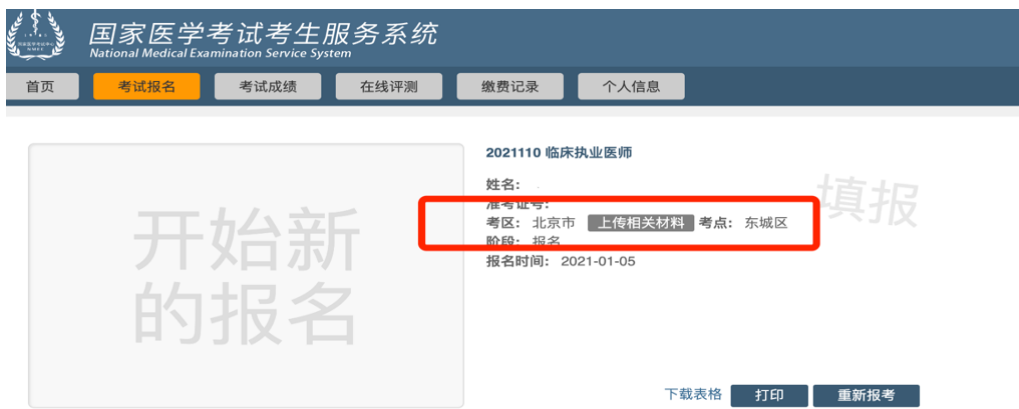 国家医学考试考生服务系统
National Medical Examination Service System
首页 考试报名 考试成绩 在线评测 缴费记录 个人信息
开始新
的报名
2021110 临床执业医师
姓名:
准考证号:
考区: 北京市 上传相关材料 考点: 东城区
阶段: 报名
报名时间: 2021-01-05
填报
下载表格 打印 重新报考